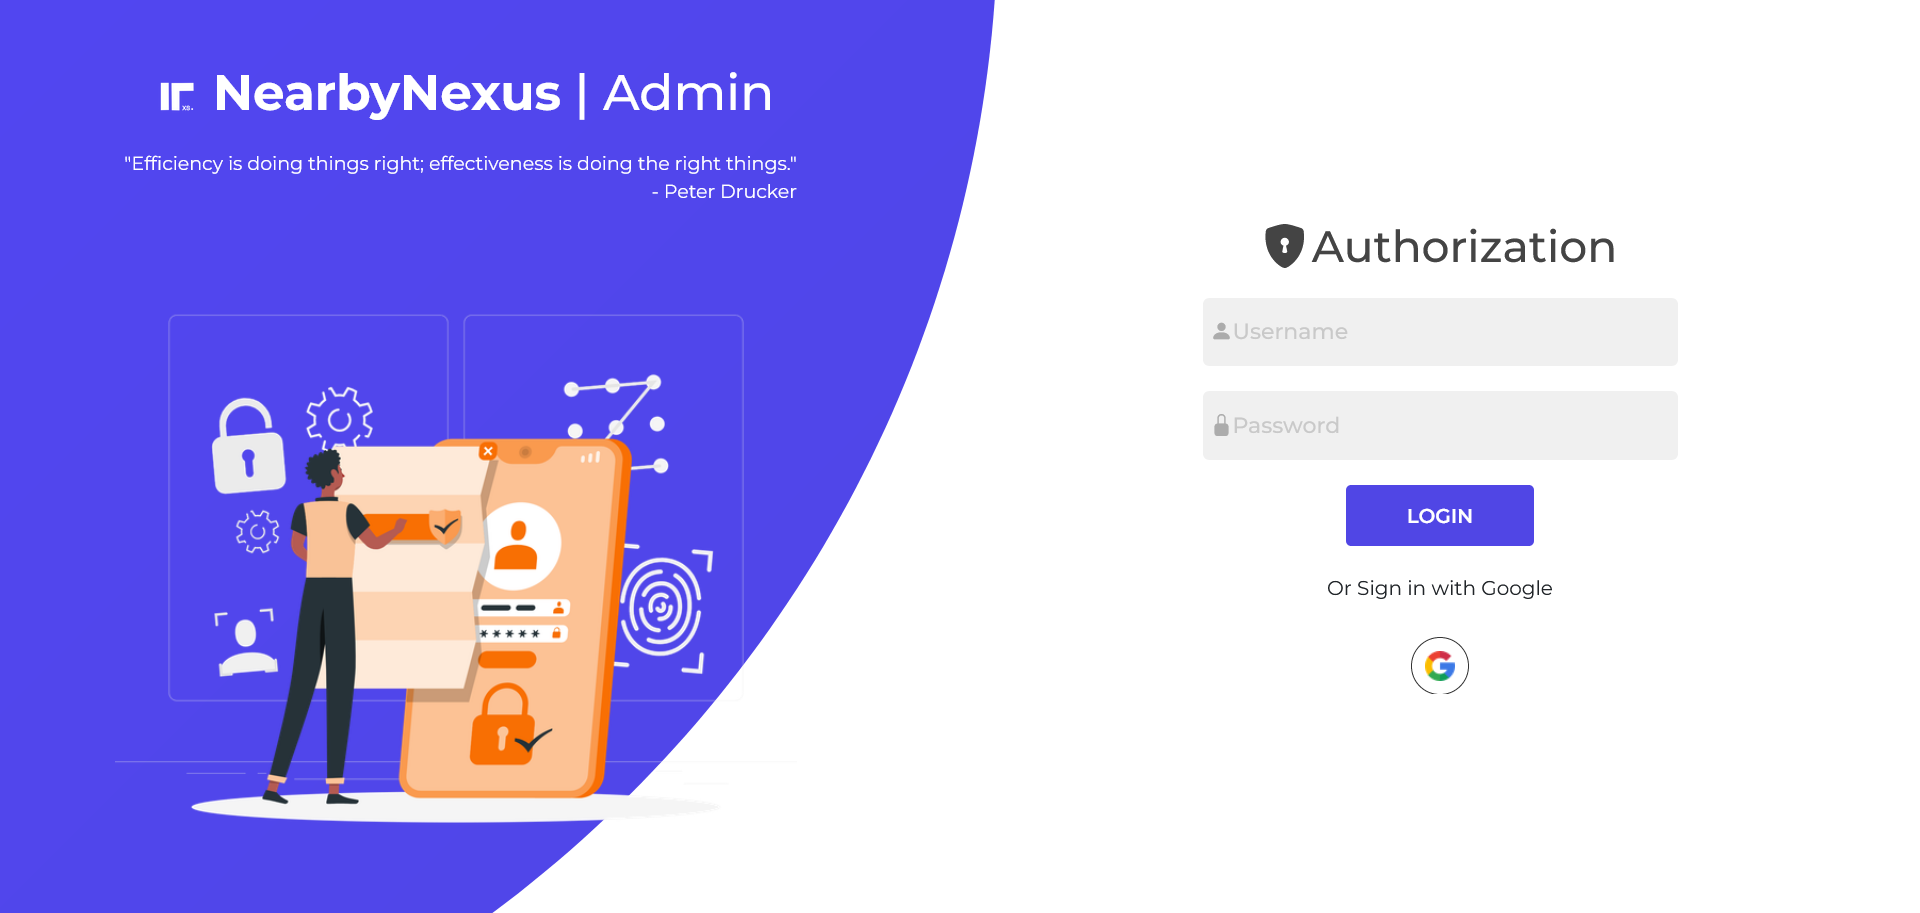 NearbyNexus | Admin
"Efficiency is doing things right; effectiveness is doing the right things."
- Peter Drucker
Authorization
Username
Password
LOGIN
Or Sign in with Google
xs.
*****